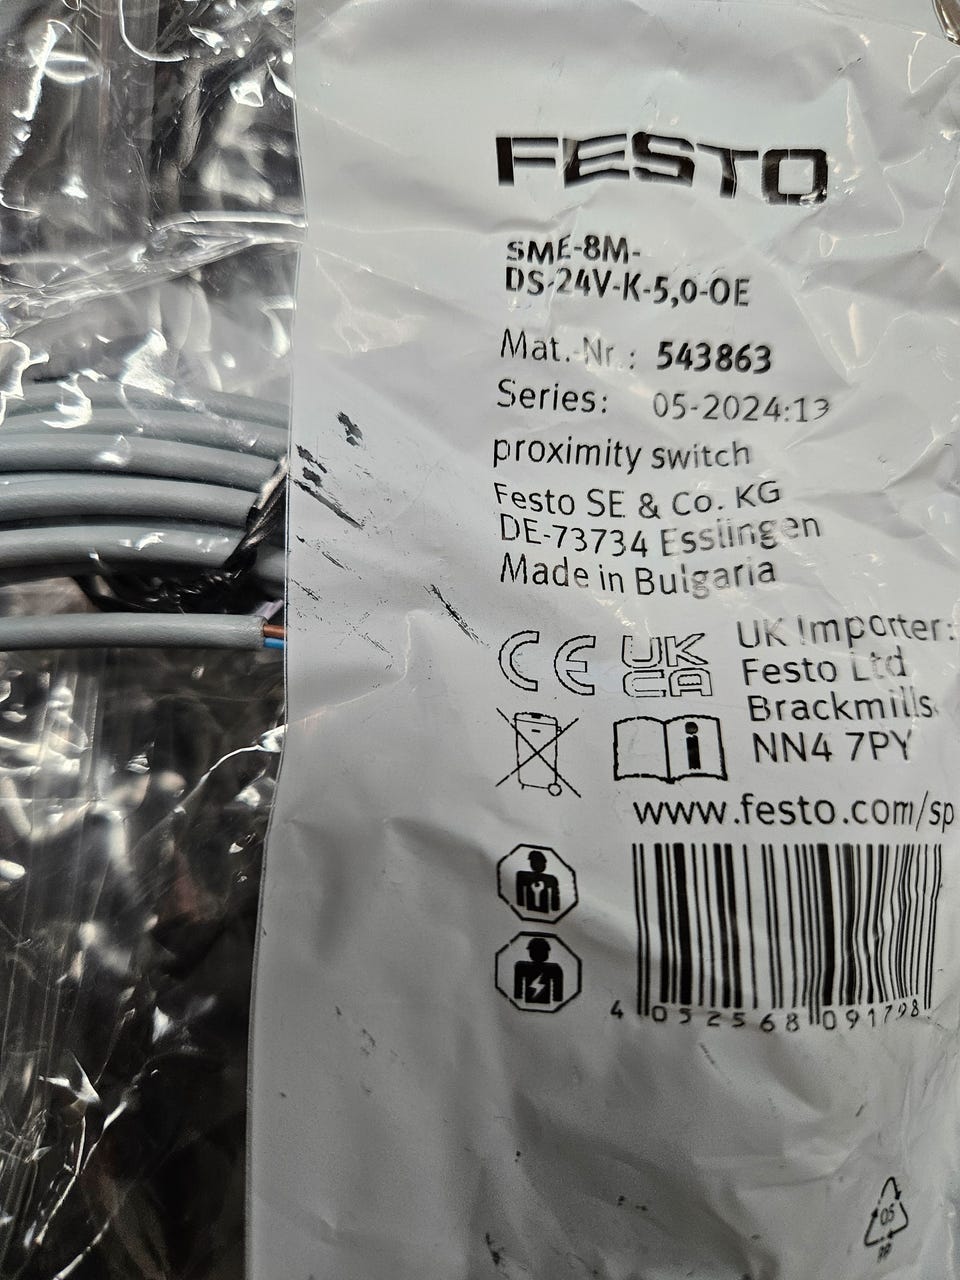 FESTO
SME-8M-
DS-24V-K-5,0-OE
Mat.-Nr.: 543863
Series: 05-2024:13
proximity switch
Festo SE & Co. KG
DE-73734 Esslingen
Made in Bulgaria
CE UKCA
UK Importer:
Festo Ltd
Brackmills
NN4 7PY
www.festo.com/sp
4 052568 091798
05
PP